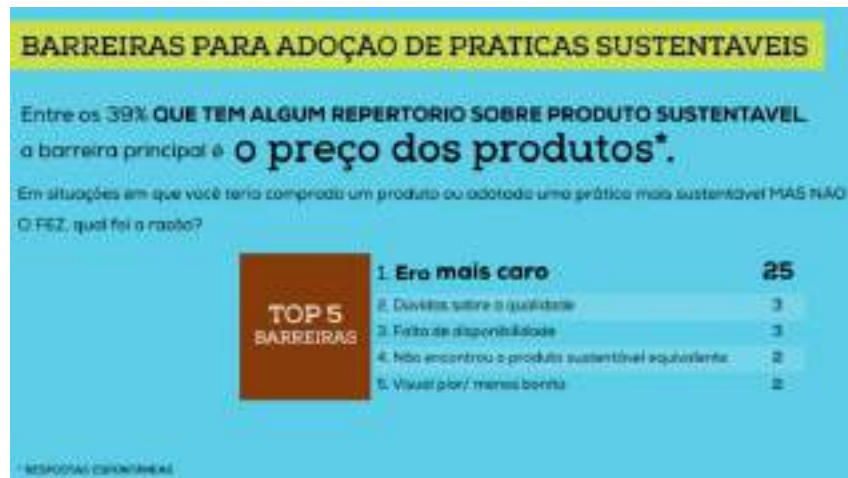 BARREIRAS PARA ADOÇÃO DE PRÁTICAS SUSTENTÁVEIS
Entre os 39% QUE TEM ALGUM REPERTORIO SOBRE PRODUTO SUSTENTAVEL
a barreira principal é o preço dos produtos*.
Em situações em que você teria comprado um produto ou adotado uma prática mais sustentável MAS NÃO
O FEZ, qual foi a razão?
TOP 5
BARREIRAS
1. Era mais caro 25
2. Dúvidas sobre a qualidade 3
3. Falta de disponibilidade 3
4. Não encontrou o produto sustentável equivalente 2
5. Visual pior/ menos bonito 2
* RESPOSTAS ESPONTÂNEAS